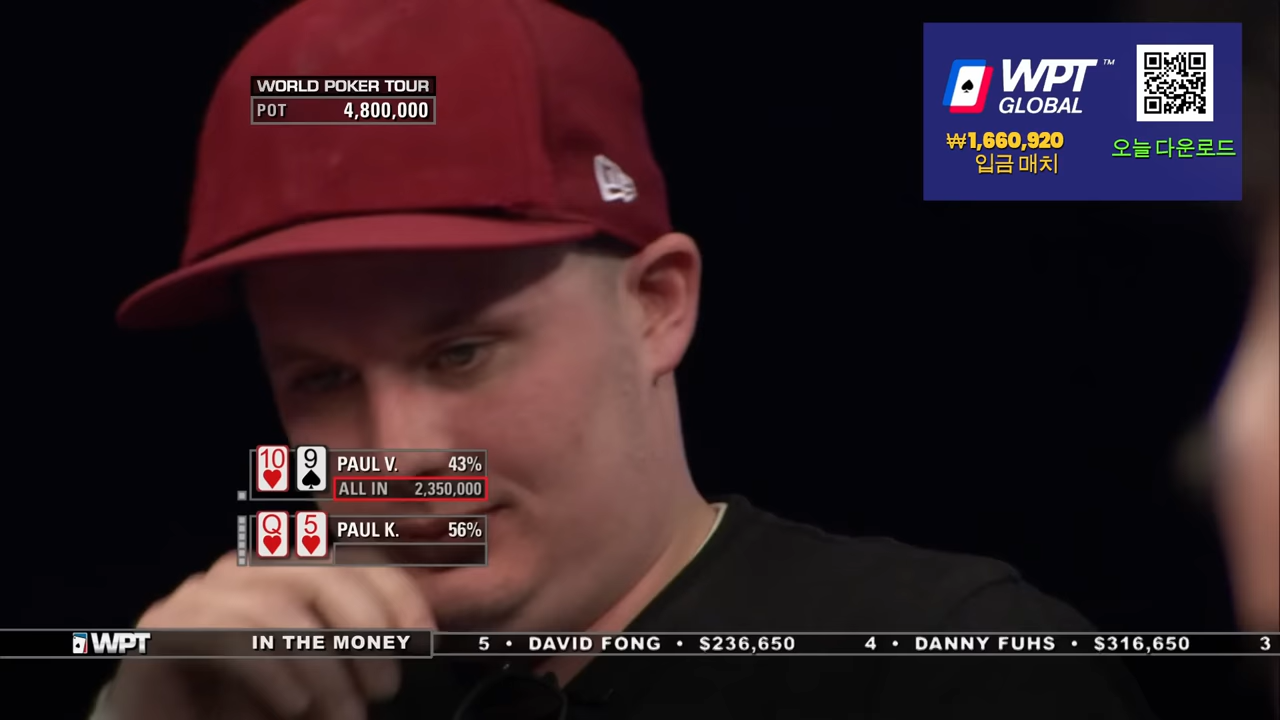 WORLD POKER TOUR
POT 4,800,000
WPT™
GLOBAL
₩1,660,920
입금 매치
오늘 다운로드
10 9 PAUL V. 43%
ALL IN 2,350,000
Q 5 PAUL K. 56%
WPT IN THE MONEY 5 • DAVID FONG • $236,650 4 • DANNY FUHS • $316,650 3